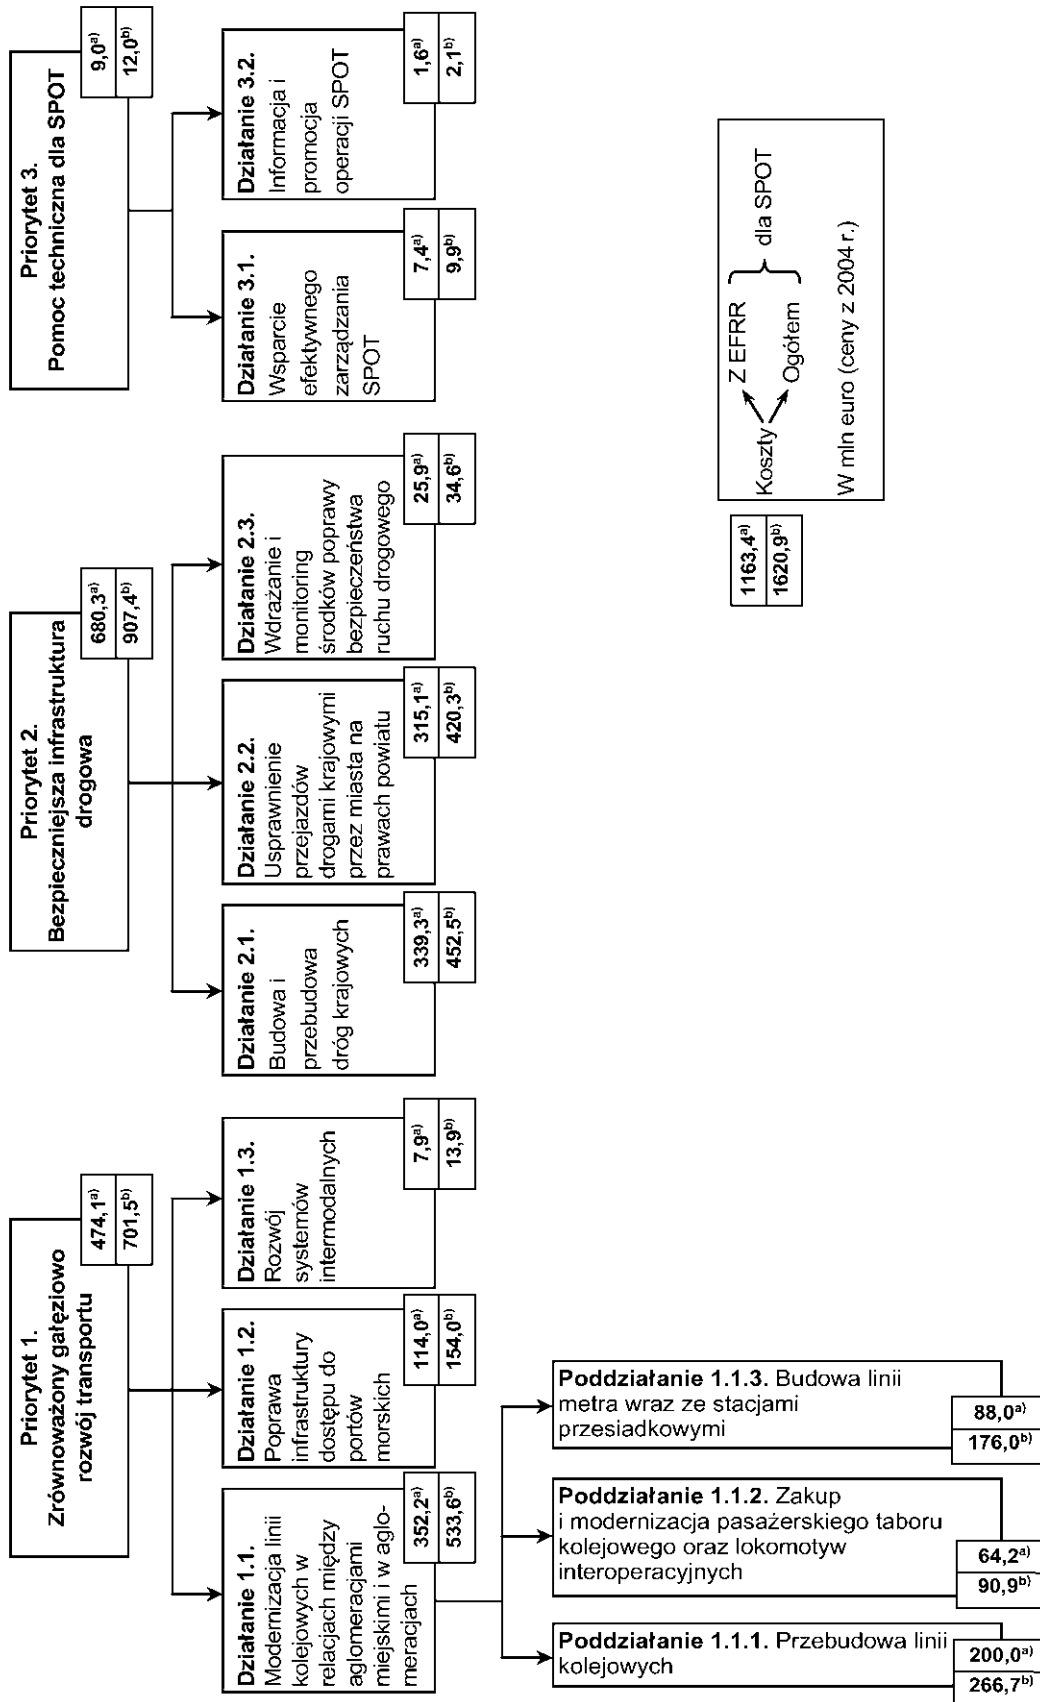 Priorytet 1.
Zrównoważony gałęziowo
rozwój transportu
474,1a)
701,5b)
Działanie 1.1.
Modernizacja linii
kolejowych w
relacjach między
aglomeracjami
miejskimi i w aglo-
meracjach
352,2a)
533,6b)
Działanie 1.2.
Poprawa
infrastruktury
dostępu do
portów
morskich
114,0a)
154,0b)
Działanie 1.3.
Rozwój
systemów
intermodalnych
7,9a)
13,9b)
Poddziałanie 1.1.1. Przebudowa linii
kolejowych
200,0a)
266,7b)
Poddziałanie 1.1.2. Zakup
i modernizacja pasażerskiego taboru
kolejowego oraz lokomotyw
interoperacyjnych
64,2a)
90,9b)
Poddziałanie 1.1.3. Budowa linii
metra wraz ze stacjami
przesiadkowymi
88,0a)
176,0b)
Priorytet 2.
Bezpieczniejsza infrastruktura
drogowa
680,3a)
907,4b)
Działanie 2.1.
Budowa i
przebudowa
dróg krajowych
339,3a)
452,5b)
Działanie 2.2.
Usprawnienie
przejazdów
drogami krajowymi
przez miasta na
prawach powiatu
315,1a)
420,3b)
Działanie 2.3.
Wdrażanie i
monitoring
środków poprawy
bezpieczeństwa
ruchu drogowego
25,9a)
34,6b)
Priorytet 3.
Pomoc techniczna dla SPOT
9,0a)
12,0b)
Działanie 3.1.
Wsparcie
efektywnego
zarządzania
SPOT
7,4a)
9,9b)
Działanie 3.2.
Informacja i
promocja
operacji SPOT
1,6a)
2,1b)
1163,4a)
1620,9b)
Koszty
Z EFRR
Ogółem
dla SPOT
W mln euro (ceny z 2004 r.)